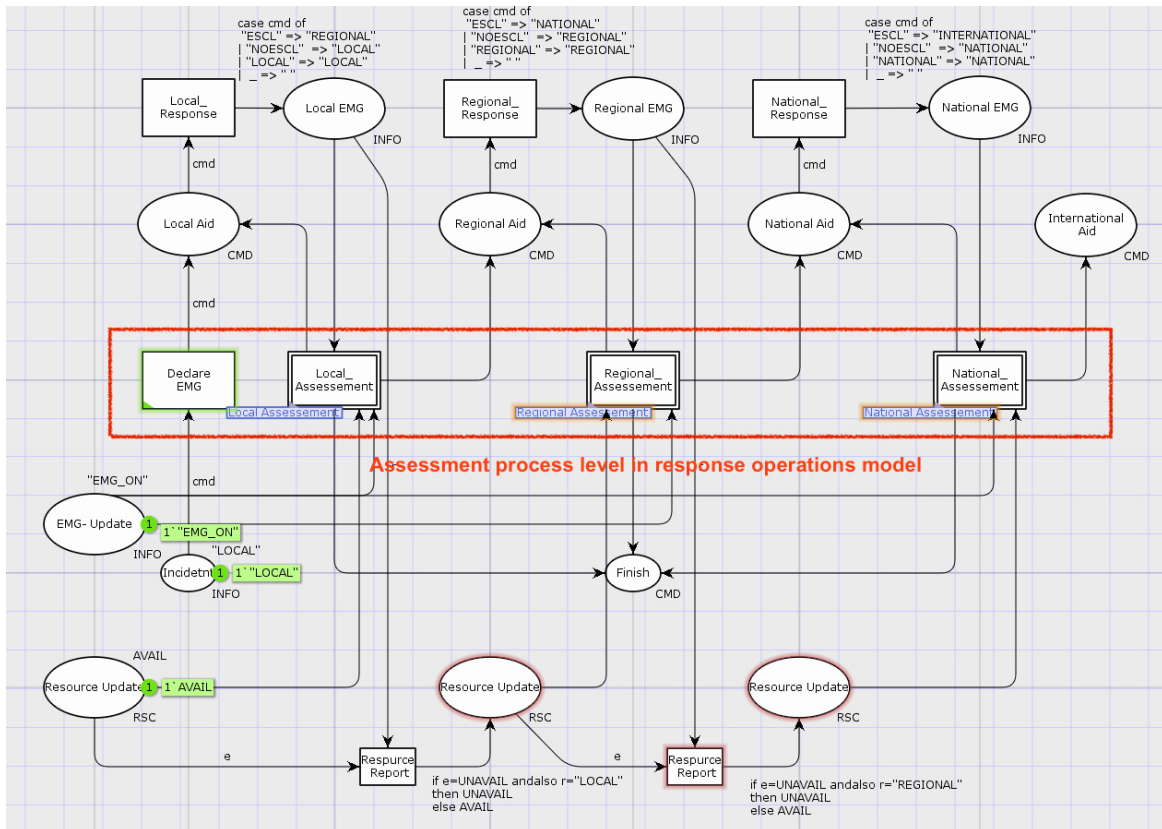 case cmd of
"ESCL" => "REGIONAL"
| "NOESCL" => "LOCAL"
| "LOCAL" => "LOCAL"
| _ => " "
case cmd of
"ESCL" => "NATIONAL"
| "NOESCL" => "REGIONAL"
| "REGIONAL" => "REGIONAL"
| _ => " "
case cmd of
"ESCL" => "INTERNATIONAL"
| "NOESCL" => "NATIONAL"
| "NATIONAL" => "NATIONAL"
| _ => " "
Local_
Response
Local EMG
INFO
Regional_
Response
Regional EMG
INFO
National_
Response
National EMG
INFO
cmd
cmd
cmd
Local Aid
CMD
Regional Aid
CMD
National Aid
CMD
International
Aid
CMD
cmd
Declare
EMG
Local_
Assessement
Local Assessement
Regional_
Assessement
Regional Assessement
National_
Assessement
National Assessement
Assessment process level in response operations model
"EMG_ON"
cmd
EMG- Update
1
1`"EMG_ON"
INFO
"LOCAL"
Incidetnt
1
1`"LOCAL"
INFO
Finish
CMD
AVAIL
Resource Update
1
1`AVAIL
RSC
Resource Update
RSC
Resource Update
RSC
e
Respurce
Report
if e=UNAVAIL andalso r="LOCAL"
then UNAVAIL
else AVAIL
e
Respurce
Report
if e=UNAVAIL andalso r="REGIONAL"
then UNAVAIL
else AVAIL